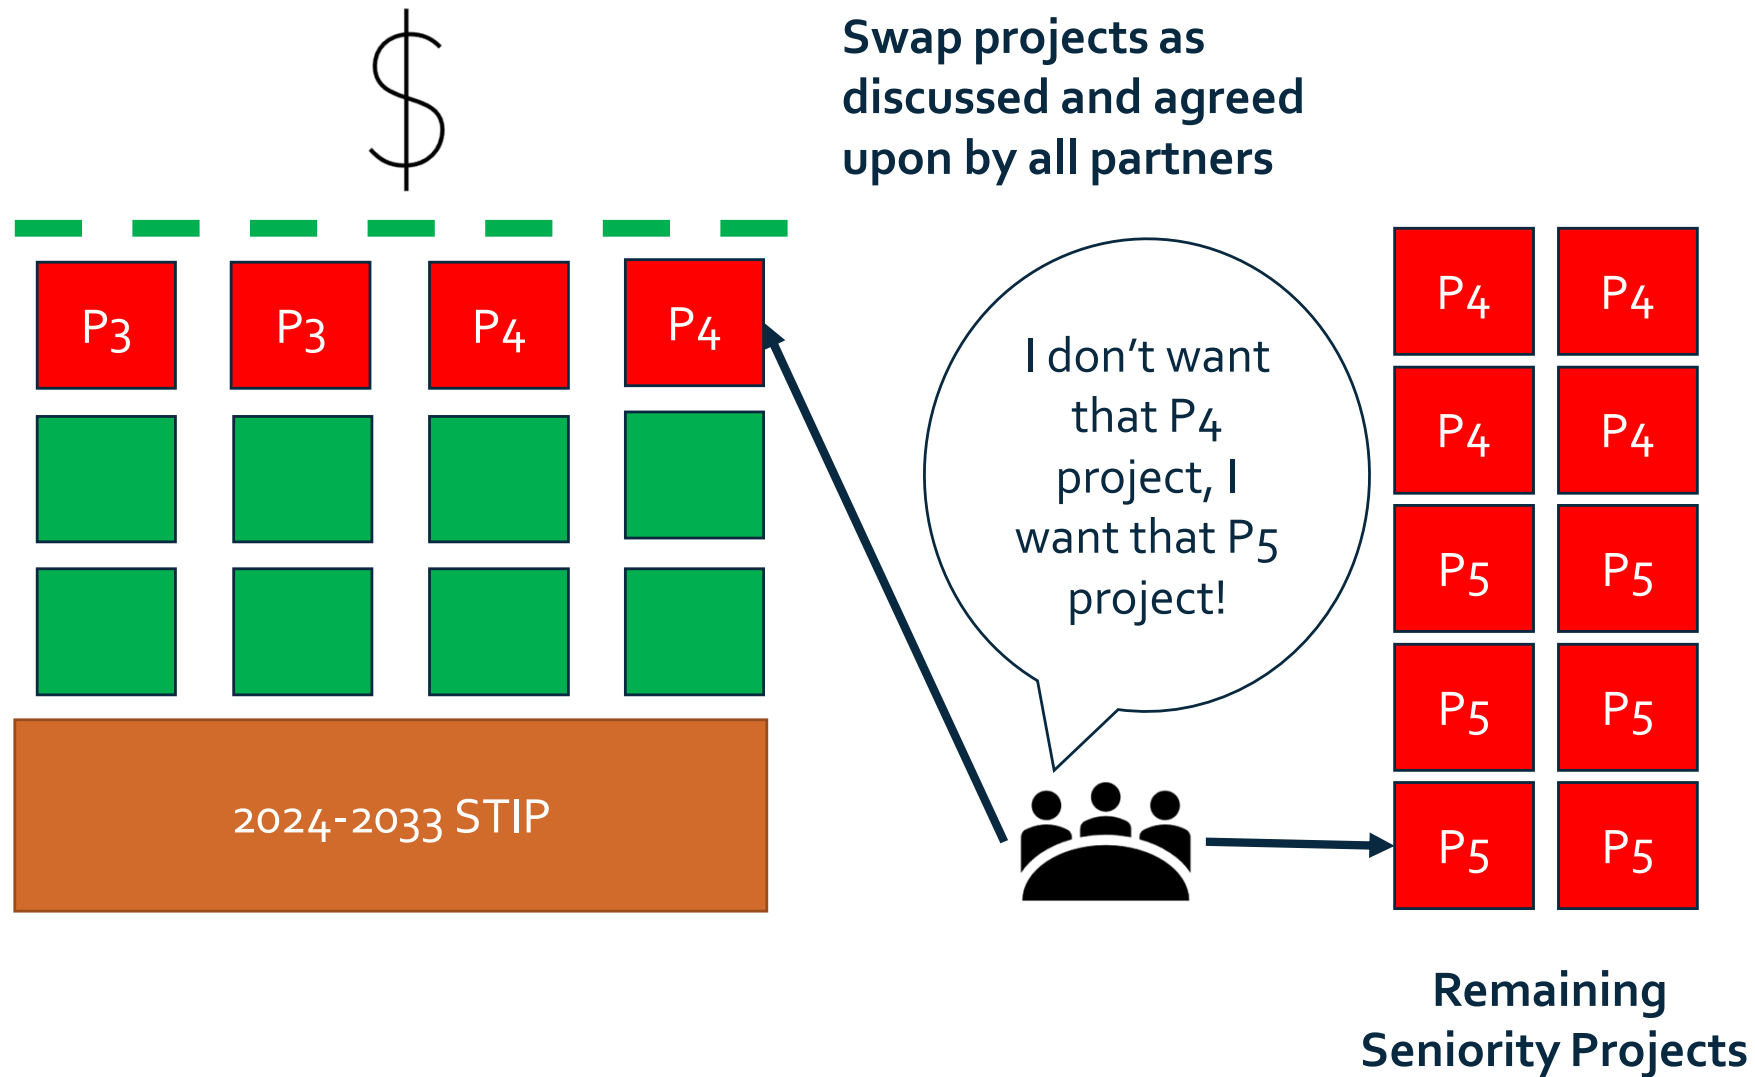 $
Swap projects as
discussed and agreed
upon by all partners
P3 P3 P4 P4
2024-2033 STIP
I don’t want
that P4
project, I
want that P5
project!
P4 P4
P4 P4
P5 P5
P5 P5
P5 P5
Remaining
Seniority Projects